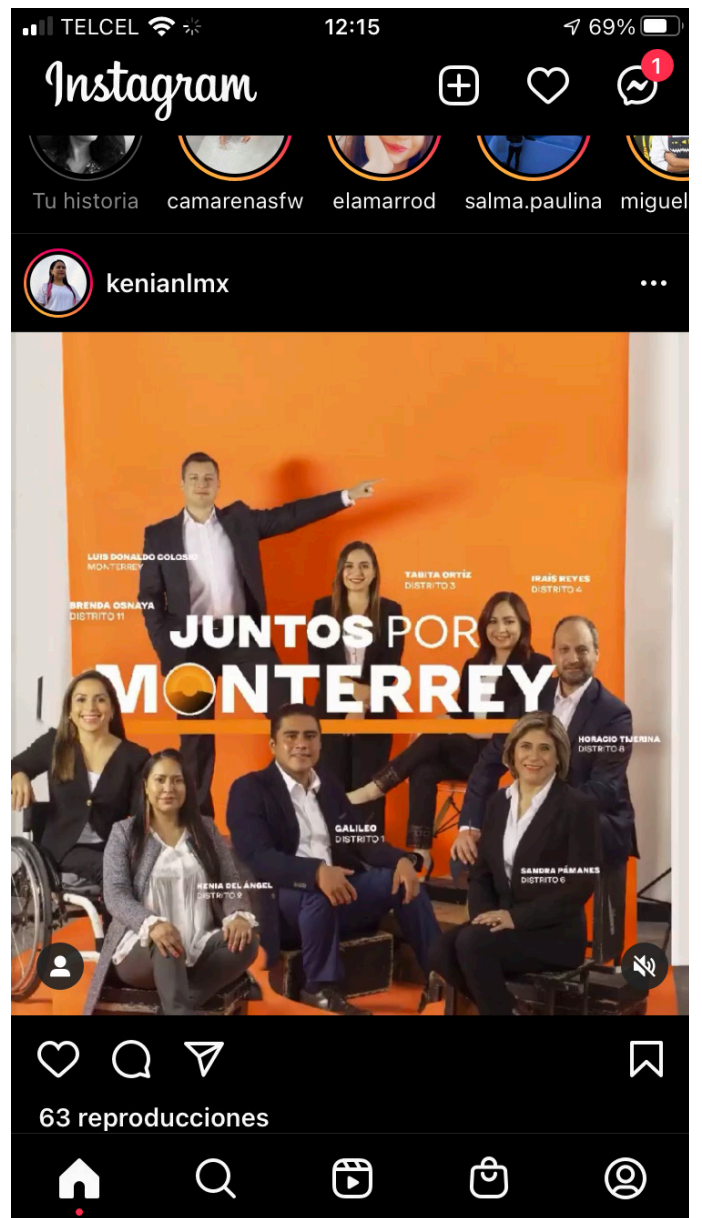 TELCEL
12:15
69%
Instagram
1
Tu historia
camarenasfw
elamarrod
salma.paulina
miguel
kenianlmx
LUIS DONALDO COLOSIO
MONTERREY
TABITA ORTÍZ
DISTRITO 3
IRAÍS REYES
DISTRITO 4
BRENDA OSNAYA
DISTRITO 11
JUNTOS POR
MONTERREY
HORACIO TIJERINA
DISTRITO 8
GALILEO
DISTRITO 1
SANDRA PÁMANES
DISTRITO 6
KENIA DEL ÁNGEL
DISTRITO 9
63 reproducciones